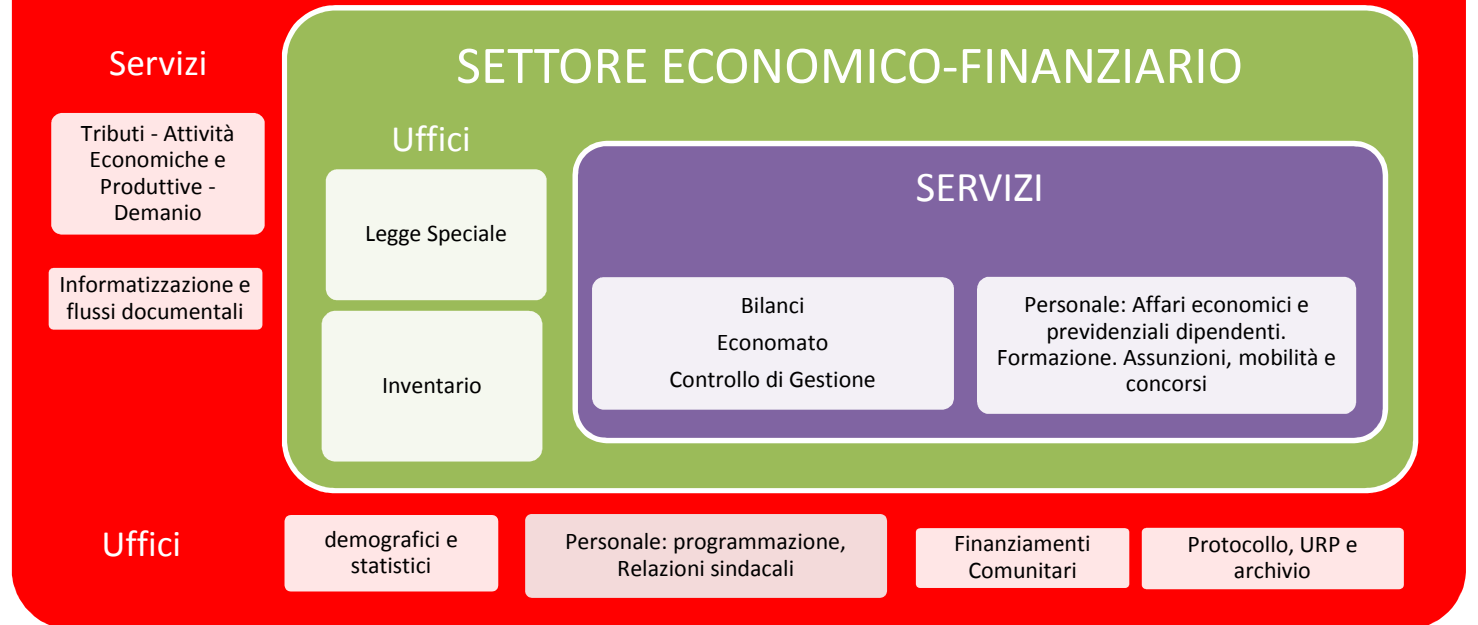 Servizi
Tributi - Attività
Economiche e
Produttive -
Demanio
Informatizzazione e
flussi documentali
SETTORE ECONOMICO-FINANZIARIO
Uffici
Legge Speciale
Inventario
SERVIZI
Bilanci
Economato
Controllo di Gestione
Personale: Affari economici e
previdenziali dipendenti.
Formazione. Assunzioni, mobilità e
concorsi
Uffici
demografici e
statistici
Personale: programmazione,
Relazioni sindacali
Finanziamenti
Comunitari
Protocollo, URP e
archivio